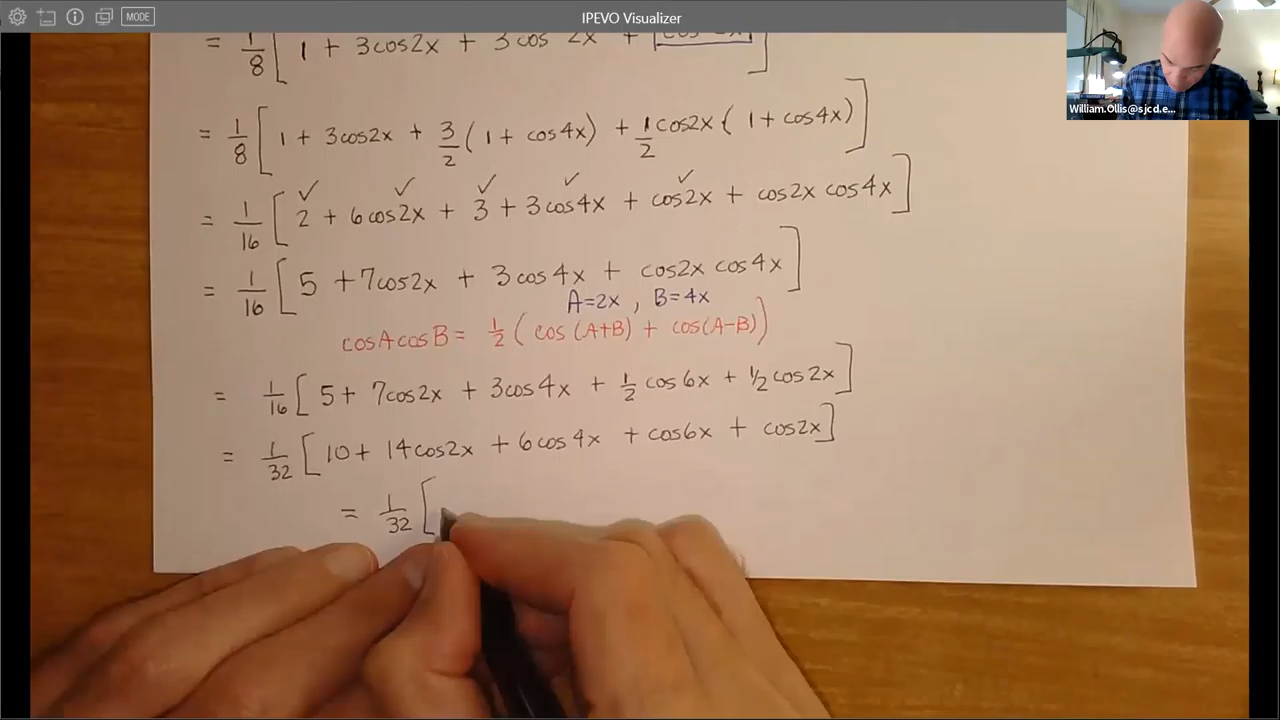 MODE
IPEVO Visualizer
William.Ollis@sjcd.e...
= 1/8 [ 1 + 3cos2x + 3 cos 2x + ]
= 1/8 [ 1 + 3cos2x + 3/2 ( 1 + cos4x ) + 1/2 cos2x ( 1 + cos4x ) ]
✓ ✓ ✓ ✓ ✓
= 1/16 [ 2 + 6cos2x + 3 + 3cos4x + cos2x + cos2x cos4x ]
= 1/16 [ 5 + 7cos2x + 3cos4x + cos2x cos4x ]
A=2x , B=4x
cosAcosB = 1/2 ( cos(A+B) + cos(A-B) )
= 1/16 [ 5 + 7cos2x + 3cos4x + 1/2 cos6x + 1/2 cos2x ]
= 1/32 [ 10 + 14cos2x + 6cos4x + cos6x + cos2x ]
= 1/32 [